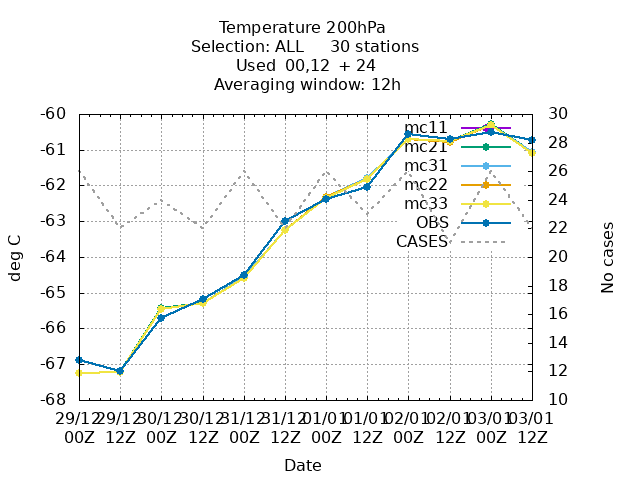 Temperature 200hPa
Selection: ALL 30 stations
Used 00,12 + 24
Averaging window: 12h
-60
-61
-62
-63
-64
-65
-66
-67
-68
deg C
30
28
26
24
22
20
18
16
14
12
10
No cases
mc11
mc21
mc31
mc22
mc33
OBS
CASES
29/12 29/12 30/12 30/12 31/12 31/12 01/01 01/01 02/01 02/01 03/01 03/01
00Z 12Z 00Z 12Z 00Z 12Z 00Z 12Z 00Z 12Z 00Z 12Z
Date